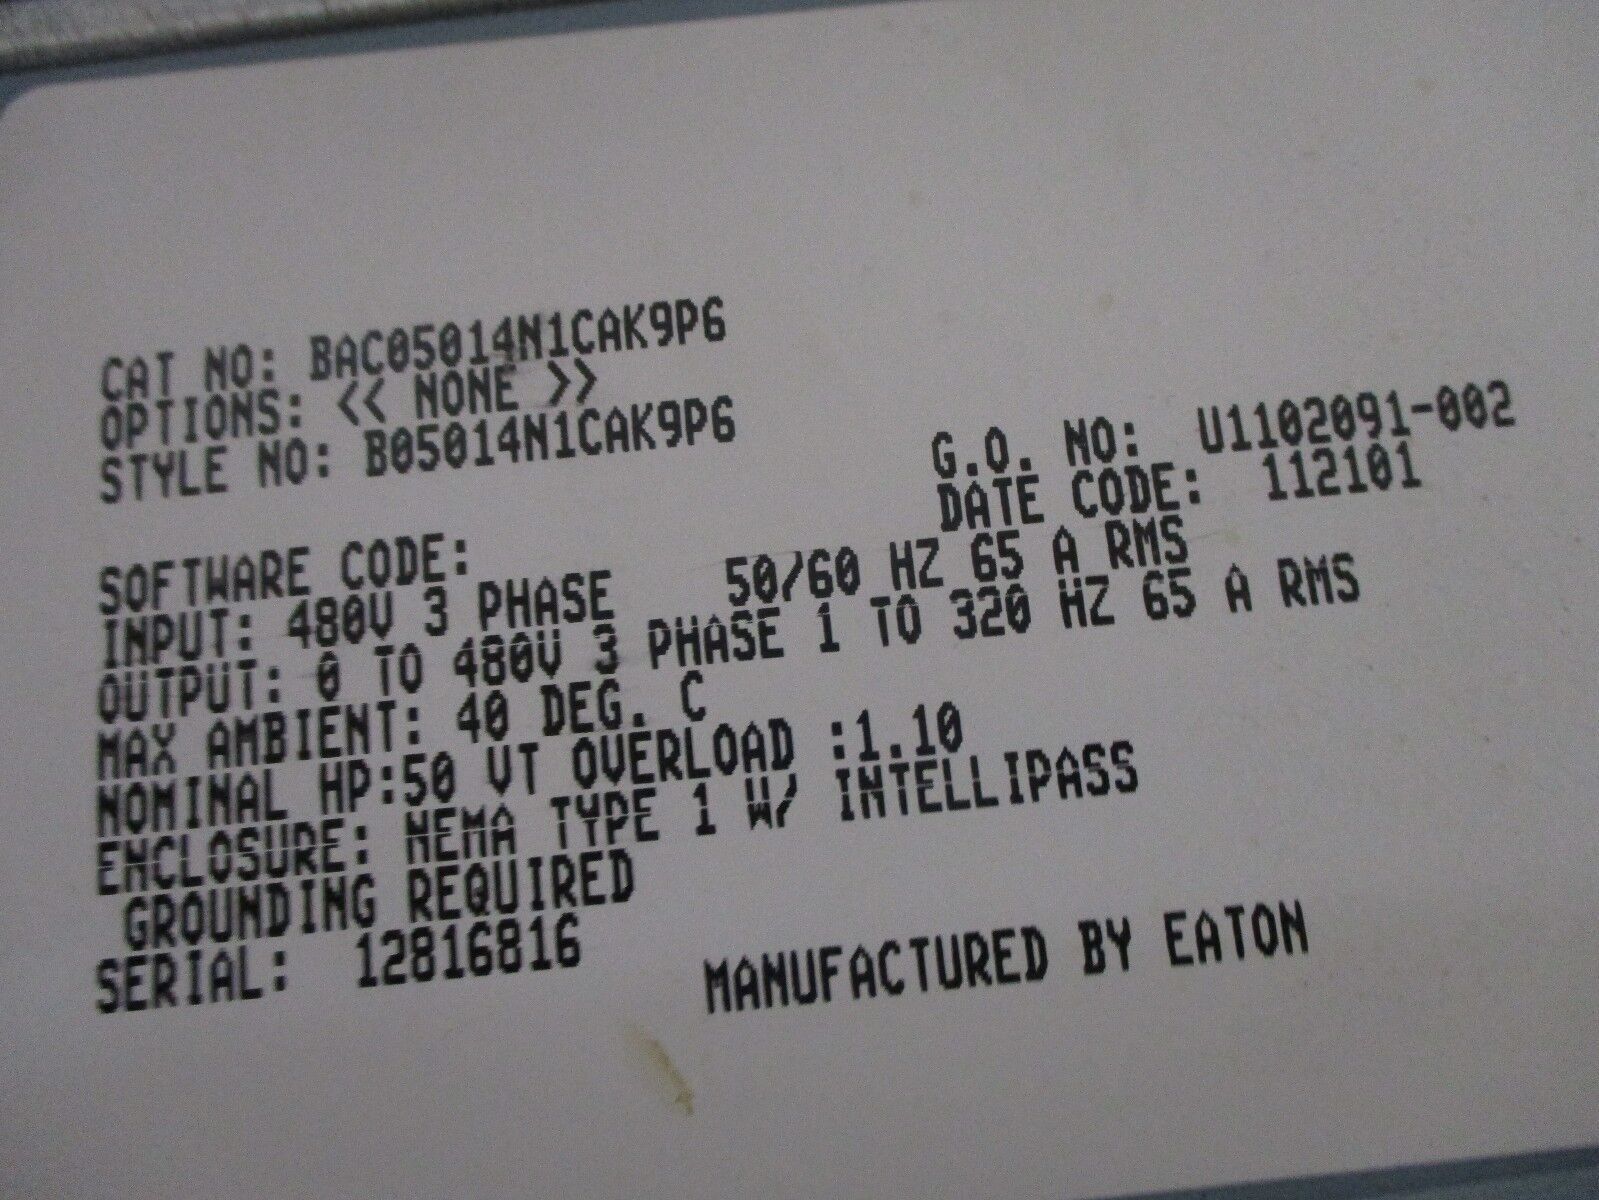 CAT NO: BAC05014N1CAK9P6
OPTIONS: << NONE >>
STYLE NO: B05014N1CAK9P6
G.O. NO: U1102091-002
DATE CODE: 112101
SOFTWARE CODE:
INPUT: 480V 3 PHASE 50/60 HZ 65 A RMS
OUTPUT: 0 TO 480V 3 PHASE 1 TO 320 HZ 65 A RMS
MAX AMBIENT: 40 DEG. C
NOMINAL HP:50 VT OVERLOAD :1.10
ENCLOSURE: NEMA TYPE 1 W/ INTELLIPASS
GROUNDING REQUIRED
SERIAL: 12816816
MANUFACTURED BY EATON